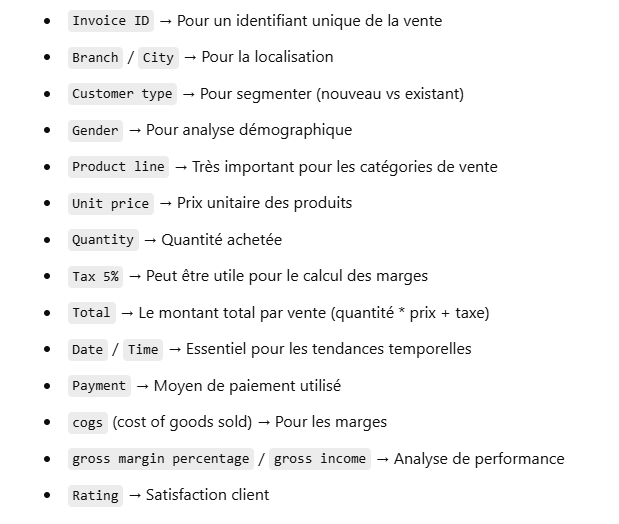 • Invoice ID → Pour un identifiant unique de la vente
• Branch / City → Pour la localisation
• Customer type → Pour segmenter (nouveau vs existant)
• Gender → Pour analyse démographique
• Product line → Très important pour les catégories de vente
• Unit price → Prix unitaire des produits
• Quantity → Quantité achetée
• Tax 5% → Peut être utile pour le calcul des marges
• Total → Le montant total par vente (quantité * prix + taxe)
• Date / Time → Essentiel pour les tendances temporelles
• Payment → Moyen de paiement utilisé
• cogs (cost of goods sold) → Pour les marges
• gross margin percentage / gross income → Analyse de performance
• Rating → Satisfaction client